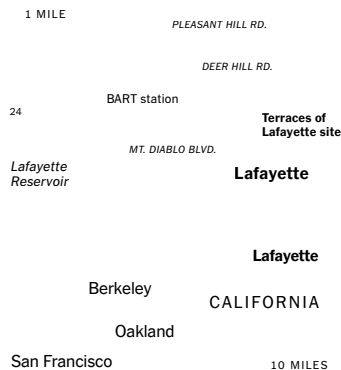 1 MILE
PLEASANT HILL RD.
DEER HILL RD.
BART station
24
Terraces of
Lafayette site
MT. DIABLO BLVD.
Lafayette
Reservoir
Lafayette
Lafayette
Berkeley
CALIFORNIA
Oakland
San Francisco
10 MILES